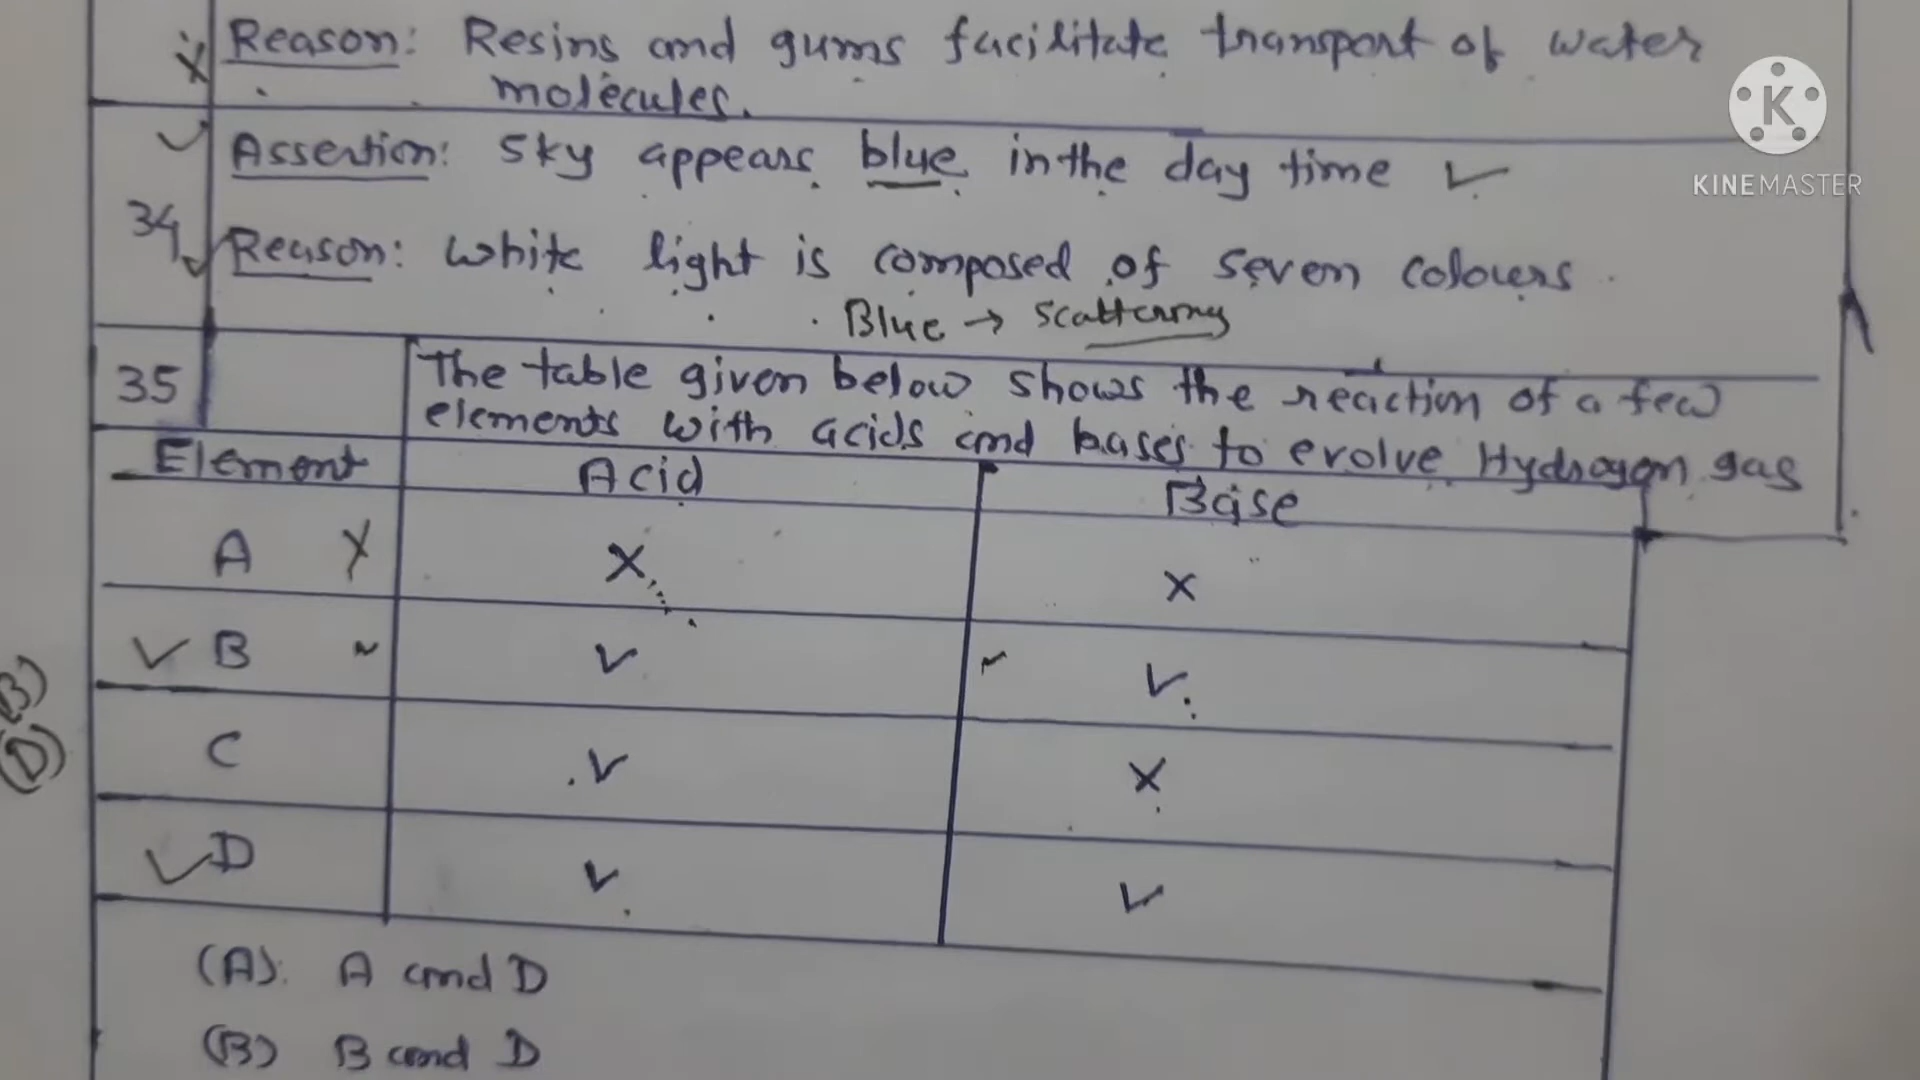 Reason: Resins and gums facilitate transport of water
molecules.
Assertion: Sky appears blue in the day time ✓
34
Reason: White light is composed of seven colours.
Blue → Scattering
35 The table given below shows the reaction of a few
elements with acids and bases to evolve Hydrogen gas
Element Acid Base
A X X X
✓ B ✓ ✓
C ✓ X
✓ D ✓ ✓
(B)
(D)
(A). A and D
(B) B and D
K
KINEMASTER